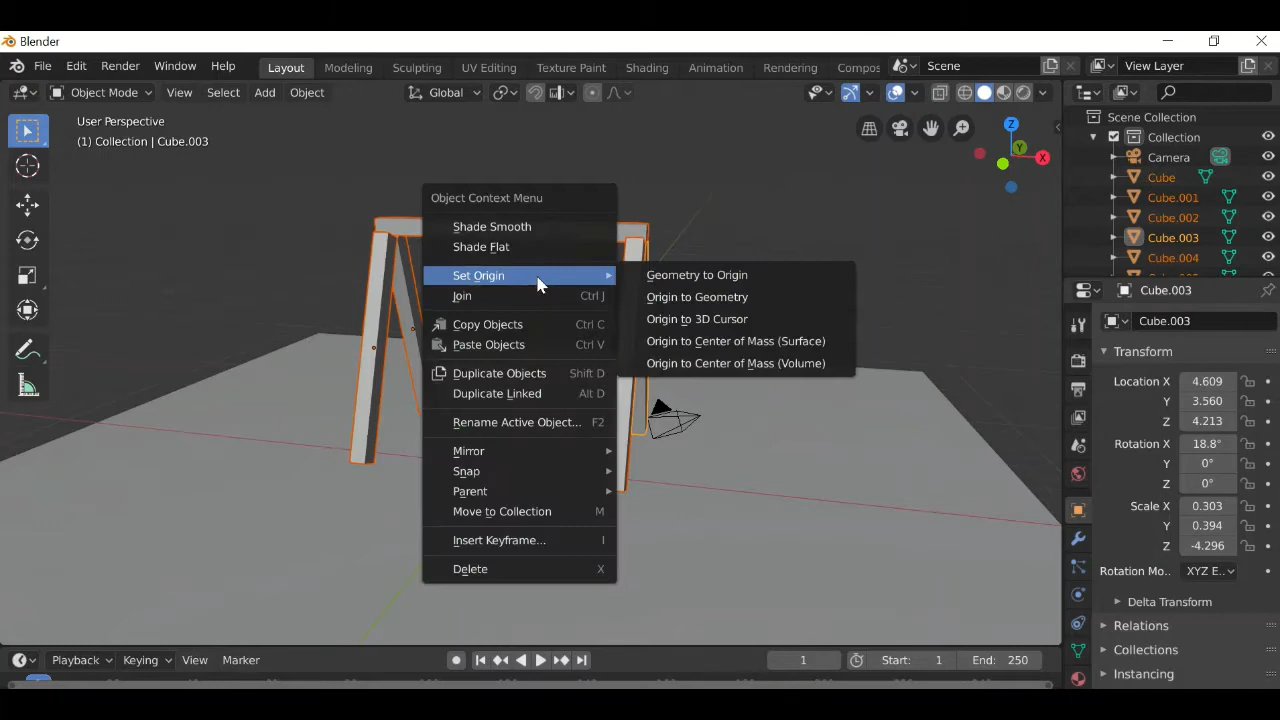 Blender
File Edit Render Window Help Layout Modeling Sculpting UV Editing Texture Paint Shading Animation Rendering Compos Scene View Layer
Object Mode View Select Add Object Global
User Perspective
(1) Collection | Cube.003
Z
Y
X
Object Context Menu
Shade Smooth
Shade Flat
Set Origin
Join Ctrl J
Copy Objects Ctrl C
Paste Objects Ctrl V
Duplicate Objects Shift D
Duplicate Linked Alt D
Rename Active Object... F2
Mirror
Snap
Parent
Move to Collection M
Insert Keyframe... I
Delete X
Geometry to Origin
Origin to Geometry
Origin to 3D Cursor
Origin to Center of Mass (Surface)
Origin to Center of Mass (Volume)
Scene Collection
Collection
Camera
Cube
Cube.001
Cube.002
Cube.003
Cube.004
Cube.003
Cube.003
Transform
Location X 4.609
Y 3.560
Z 4.213
Rotation X 18.8°
Y 0°
Z 0°
Scale X 0.303
Y 0.394
Z -4.296
Rotation Mo.. XYZ E..
Delta Transform
Relations
Collections
Instancing
Playback Keying View Marker 1 Start: 1 End: 250